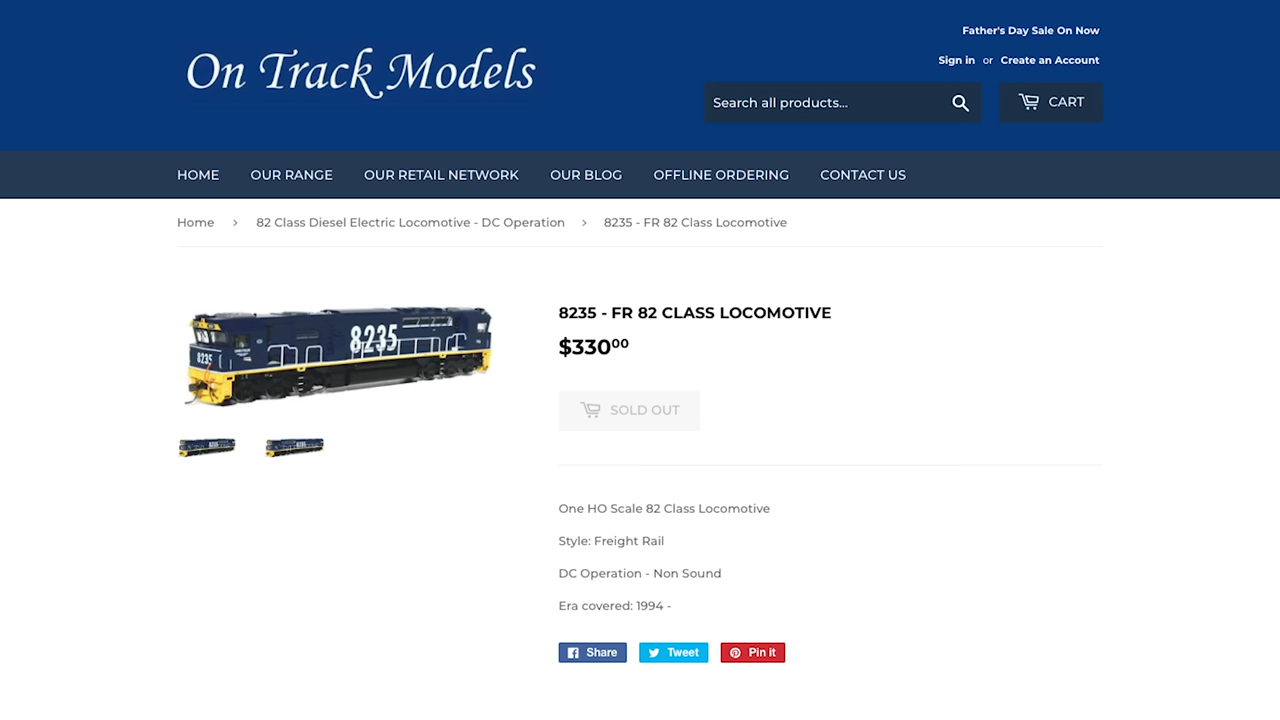 On Track Models
Father's Day Sale On Now
Sign in or Create an Account
Search all products...
CART
HOME OUR RANGE OUR RETAIL NETWORK OUR BLOG OFFLINE ORDERING CONTACT US
Home › 82 Class Diesel Electric Locomotive - DC Operation › 8235 - FR 82 Class Locomotive
8235
8235
8235 - FR 82 CLASS LOCOMOTIVE
$33000
SOLD OUT
One HO Scale 82 Class Locomotive
Style: Freight Rail
DC Operation - Non Sound
Era covered: 1994 -
Share Tweet Pin it